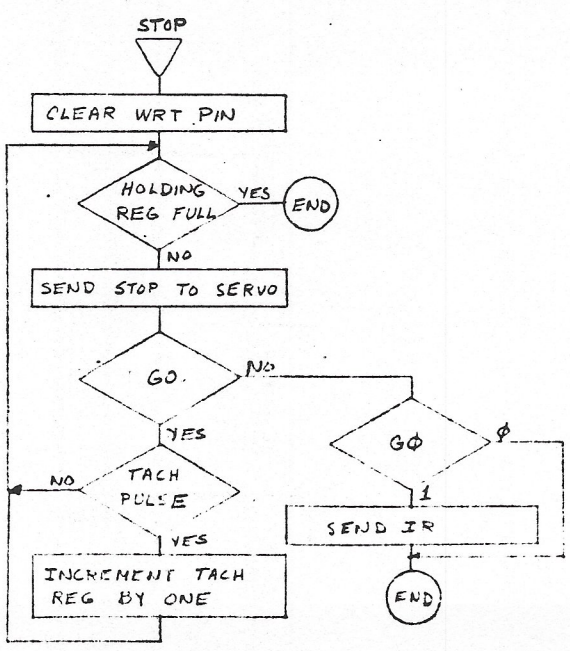 STOP
CLEAR WRT PIN
HOLDING
REG FULL
YES
END
NO
SEND STOP TO SERVO
GO
NO
YES
GØ
Ø
TACH
PULSE
NO
1
SEND IR
YES
INCREMENT TACH
REG BY ONE
END